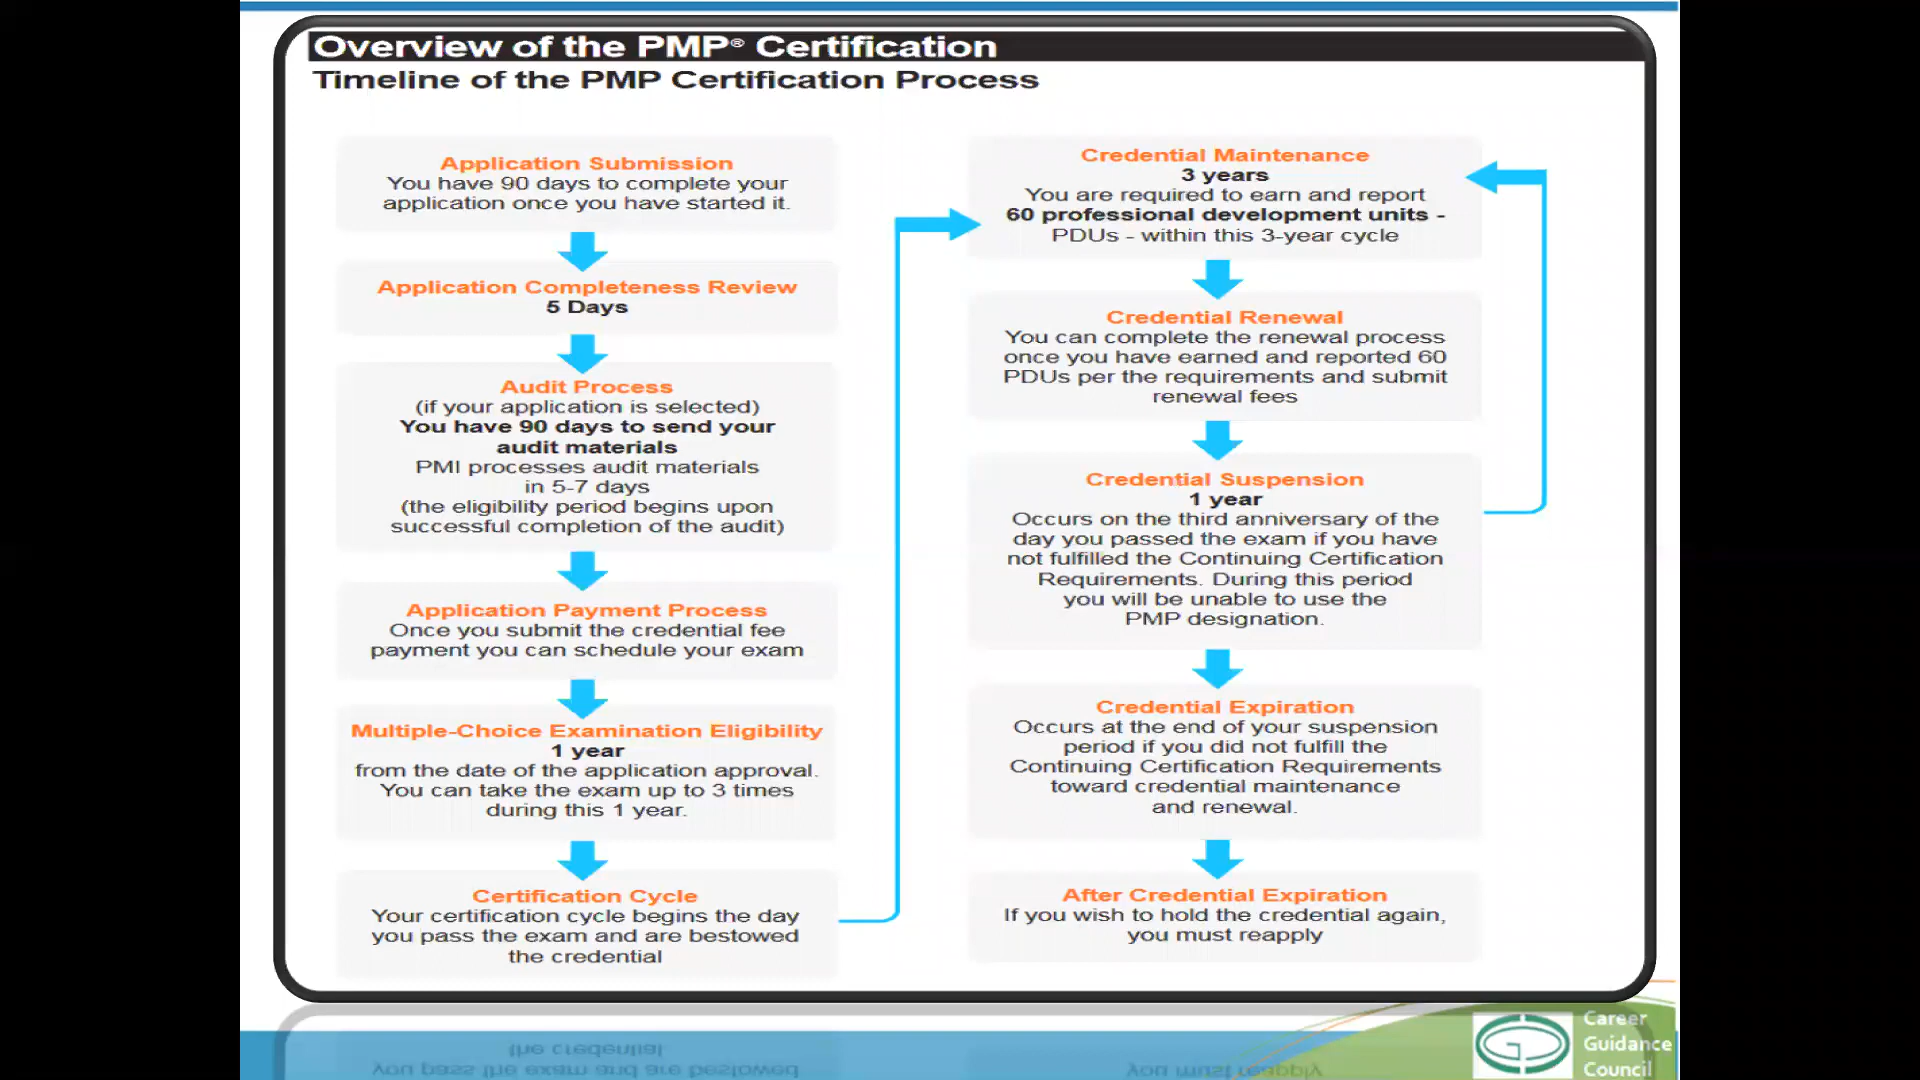 Overview of the PMP® Certification
Timeline of the PMP Certification Process
Application Submission
You have 90 days to complete your
application once you have started it.
Application Completeness Review
5 Days
Audit Process
(if your application is selected)
You have 90 days to send your
audit materials
PMI processes audit materials
in 5-7 days
(the eligibility period begins upon
successful completion of the audit)
Application Payment Process
Once you submit the credential fee
payment you can schedule your exam
Multiple-Choice Examination Eligibility
1 year
from the date of the application approval.
You can take the exam up to 3 times
during this 1 year.
Certification Cycle
Your certification cycle begins the day
you pass the exam and are bestowed
the credential
Credential Maintenance
3 years
You are required to earn and report
60 professional development units -
PDUs - within this 3-year cycle
Credential Renewal
You can complete the renewal process
once you have earned and reported 60
PDUs per the requirements and submit
renewal fees
Credential Suspension
1 year
Occurs on the third anniversary of the
day you passed the exam if you have
not fulfilled the Continuing Certification
Requirements. During this period
you will be unable to use the
PMP designation.
Credential Expiration
Occurs at the end of your suspension
period if you did not fulfill the
Continuing Certification Requirements
toward credential maintenance
and renewal.
After Credential Expiration
If you wish to hold the credential again,
you must reapply
Career
Guidance
Council